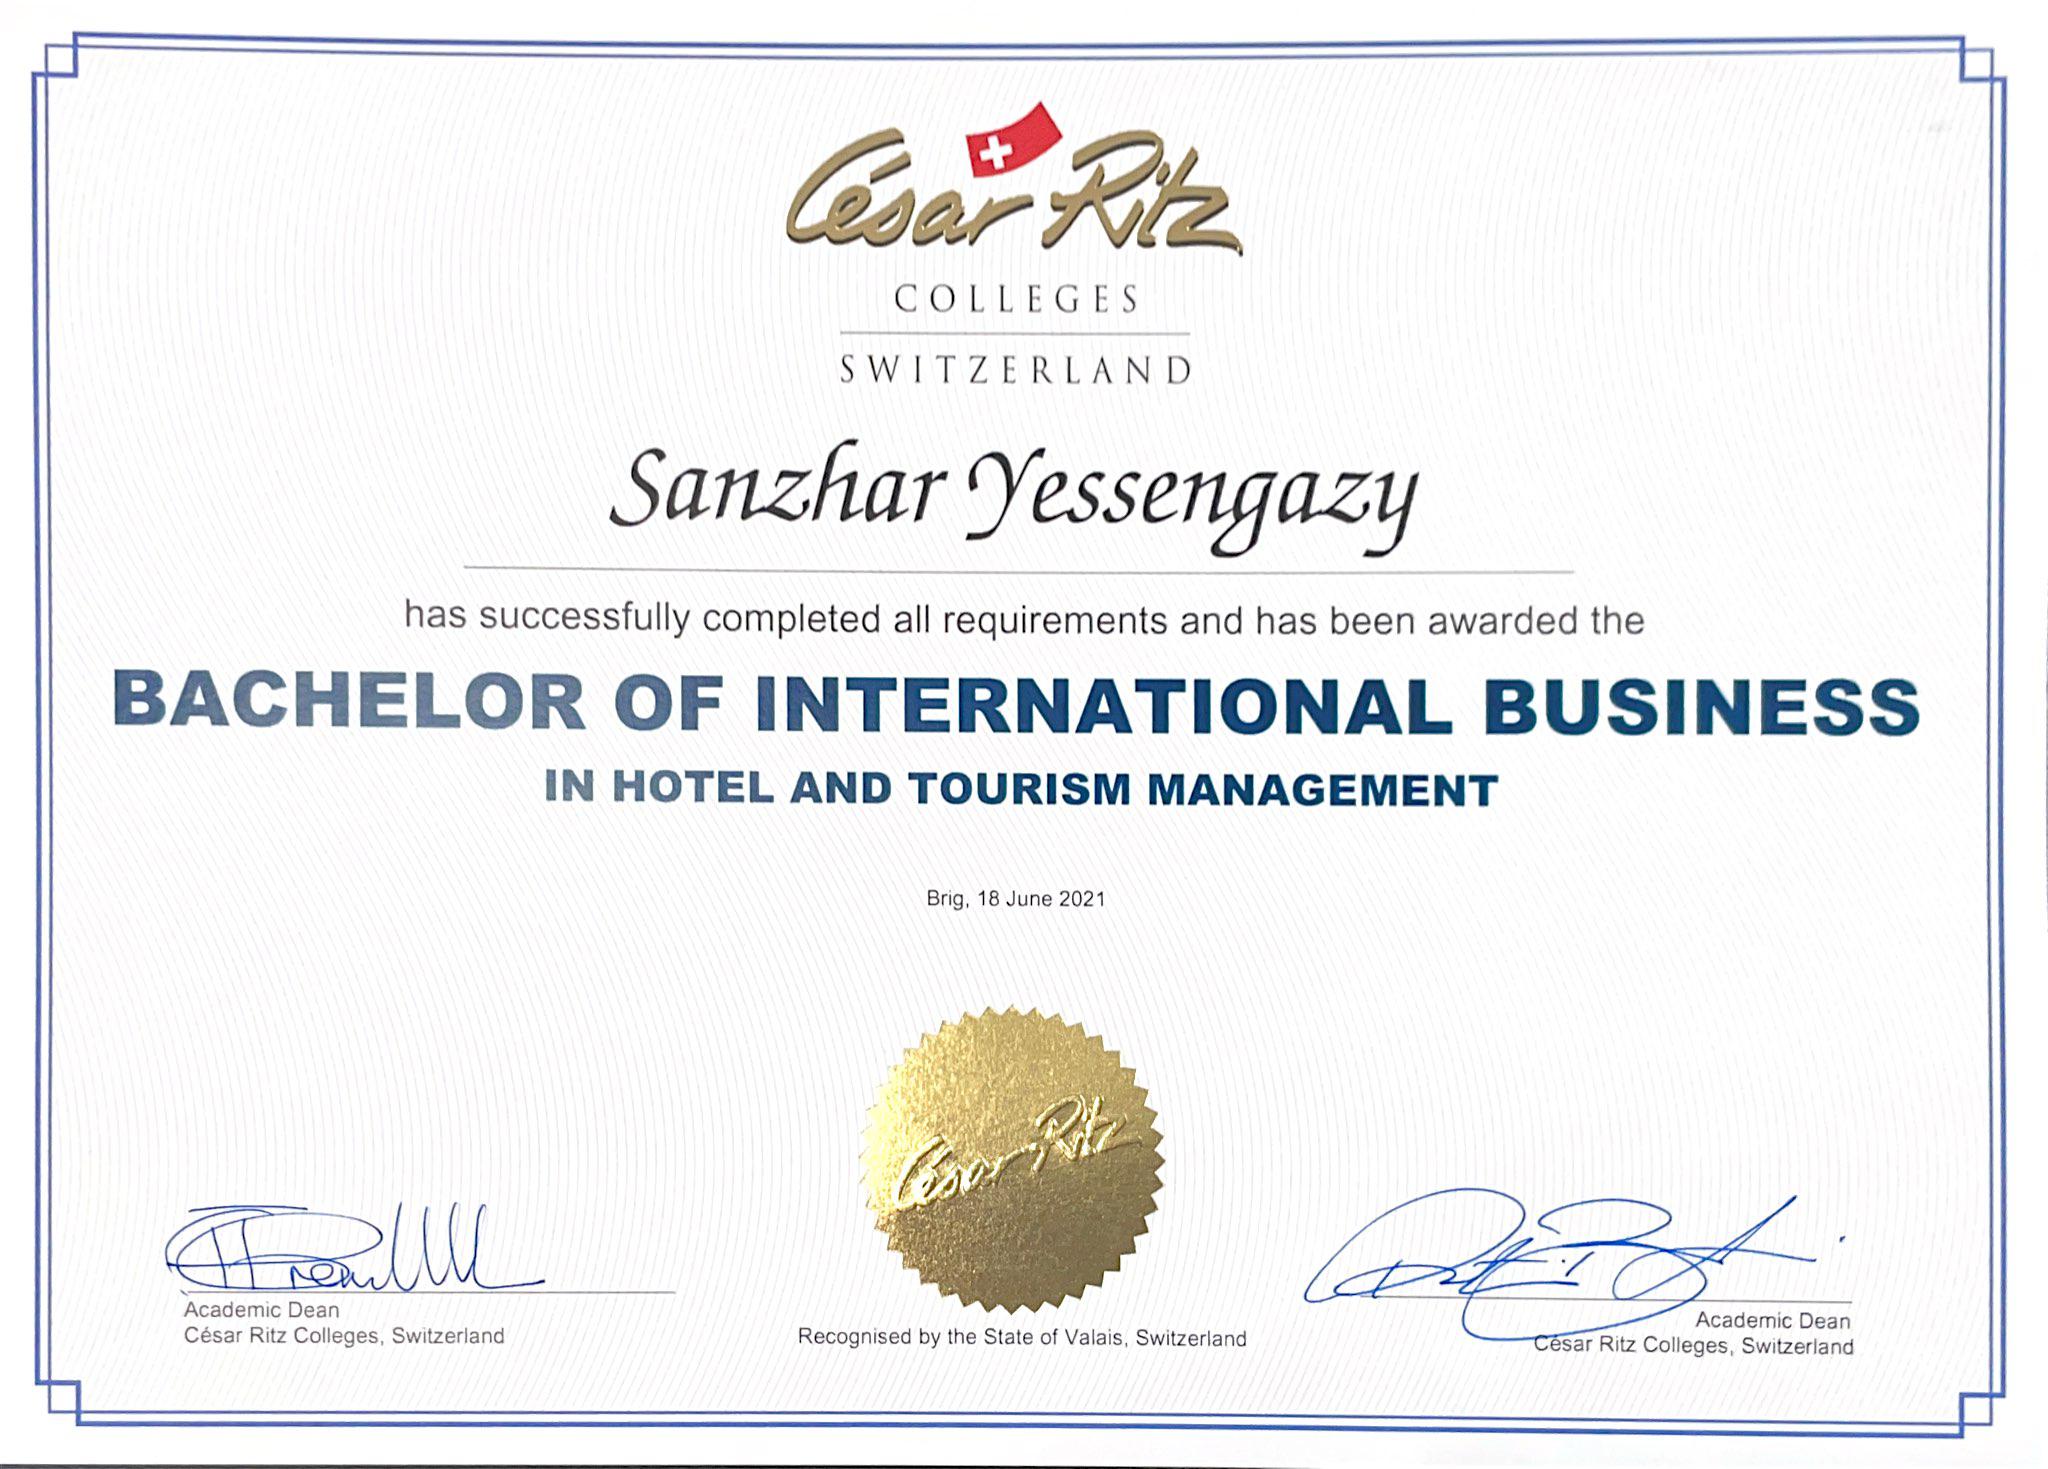 César Ritz
COLLEGES
SWITZERLAND
Sanzhar Yessengazy
has successfully completed all requirements and has been awarded the
BACHELOR OF INTERNATIONAL BUSINESS
IN HOTEL AND TOURISM MANAGEMENT
Brig, 18 June 2021
César Ritz
Academic Dean
César Ritz Colleges, Switzerland
Recognised by the State of Valais, Switzerland
Academic Dean
César Ritz Colleges, Switzerland